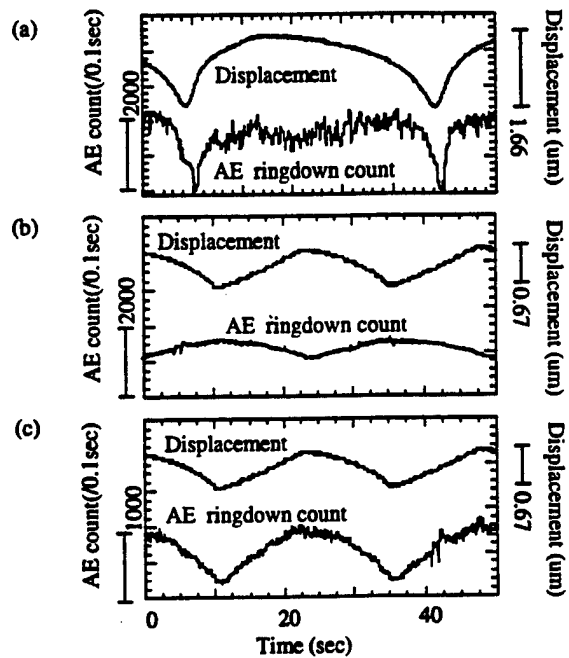 (a)
AE count(/0.1sec)
2000
Displacement
AE ringdown count
1.66
Displacement (um)
(b)
AE count(/0.1sec)
2000
Displacement
AE ringdown count
0.67
Displacement (um)
(c)
AE count(/0.1sec)
1000
Displacement
AE ringdown count
0.67
Displacement (um)
0 20 40
Time (sec)